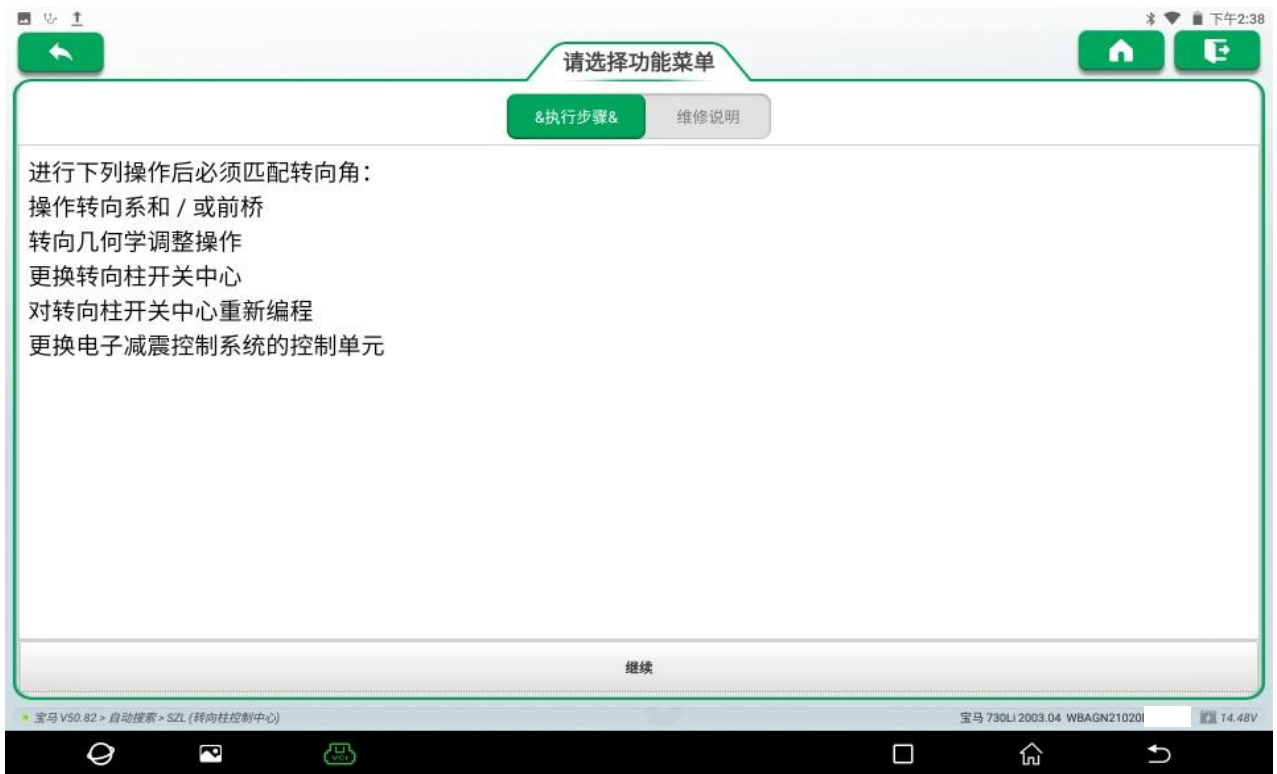 下午2:38
请选择功能菜单
&执行步骤&
维修说明
进行下列操作后必须匹配转向角：
操作转向系和 / 或前桥
转向几何学调整操作
更换转向柱开关中心
对转向柱开关中心重新编程
更换电子减震控制系统的控制单元
继续
宝马 V50.82 > 自动搜索 > SZL (转向柱控制中心)
宝马 730Li 2003.04 WBAGN21020
14.48V
VCI